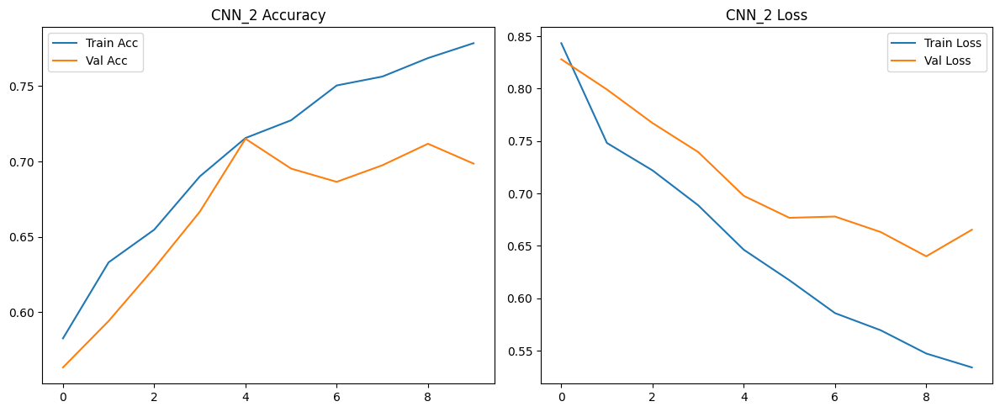 CNN_2 Accuracy
Train Acc
Val Acc
0.75
0.70
0.65
0.60
0 2 4 6 8
CNN_2 Loss
Train Loss
Val Loss
0.85
0.80
0.75
0.70
0.65
0.60
0.55
0 2 4 6 8